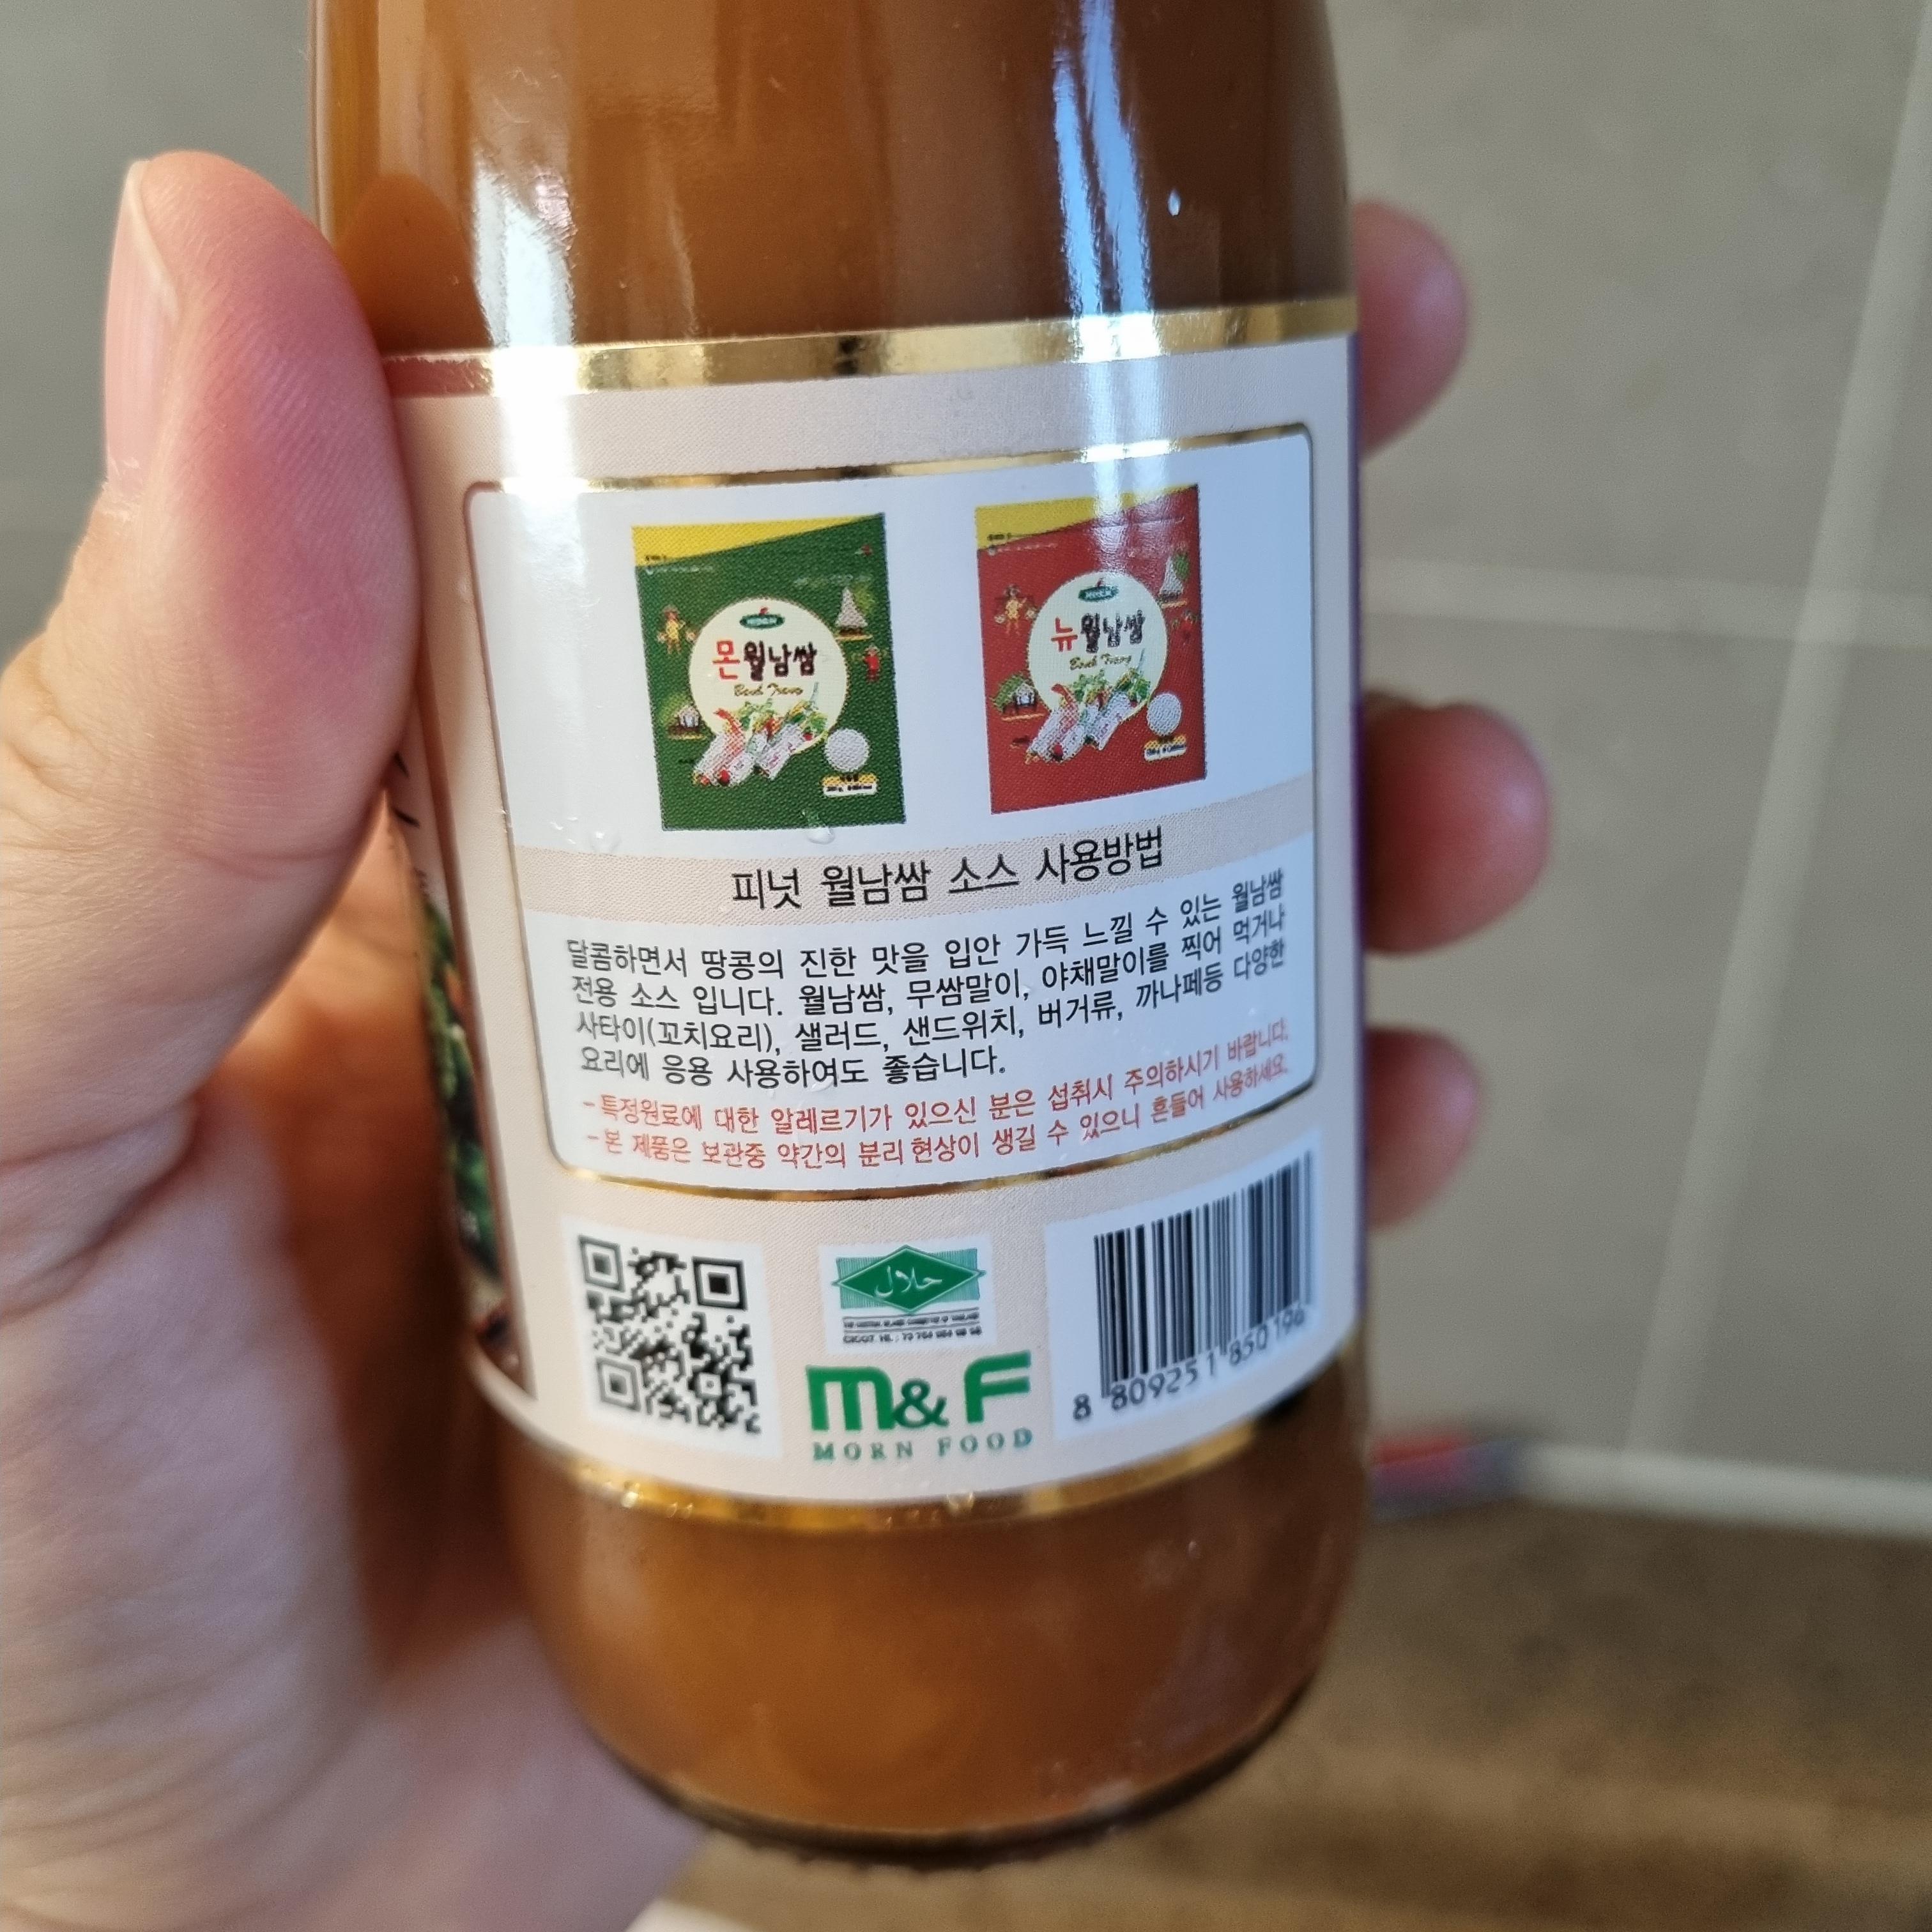 몬월남쌈
Banh Trang
뉴월남쌈
Banh Trang
피넛 월남쌈 소스 사용방법
달콤하면서 땅콩의 진한 맛을 입안 가득 느낄 수 있는 월남쌈
전용 소스 입니다. 월남쌈, 무쌈말이, 야채말이를 찍어 먹거나
사타이(꼬치요리), 샐러드, 샌드위치, 버거류, 까나페등 다양한
요리에 응용 사용하여도 좋습니다.
-특정원료에 대한 알레르기가 있으신 분은 섭취시 주의하시기 바랍니다.
-본 제품은 보관중 약간의 분리현상이 생길 수 있으니 흔들어 사용하세요.
حلال
M&F
MORN FOOD
8 809251 850196